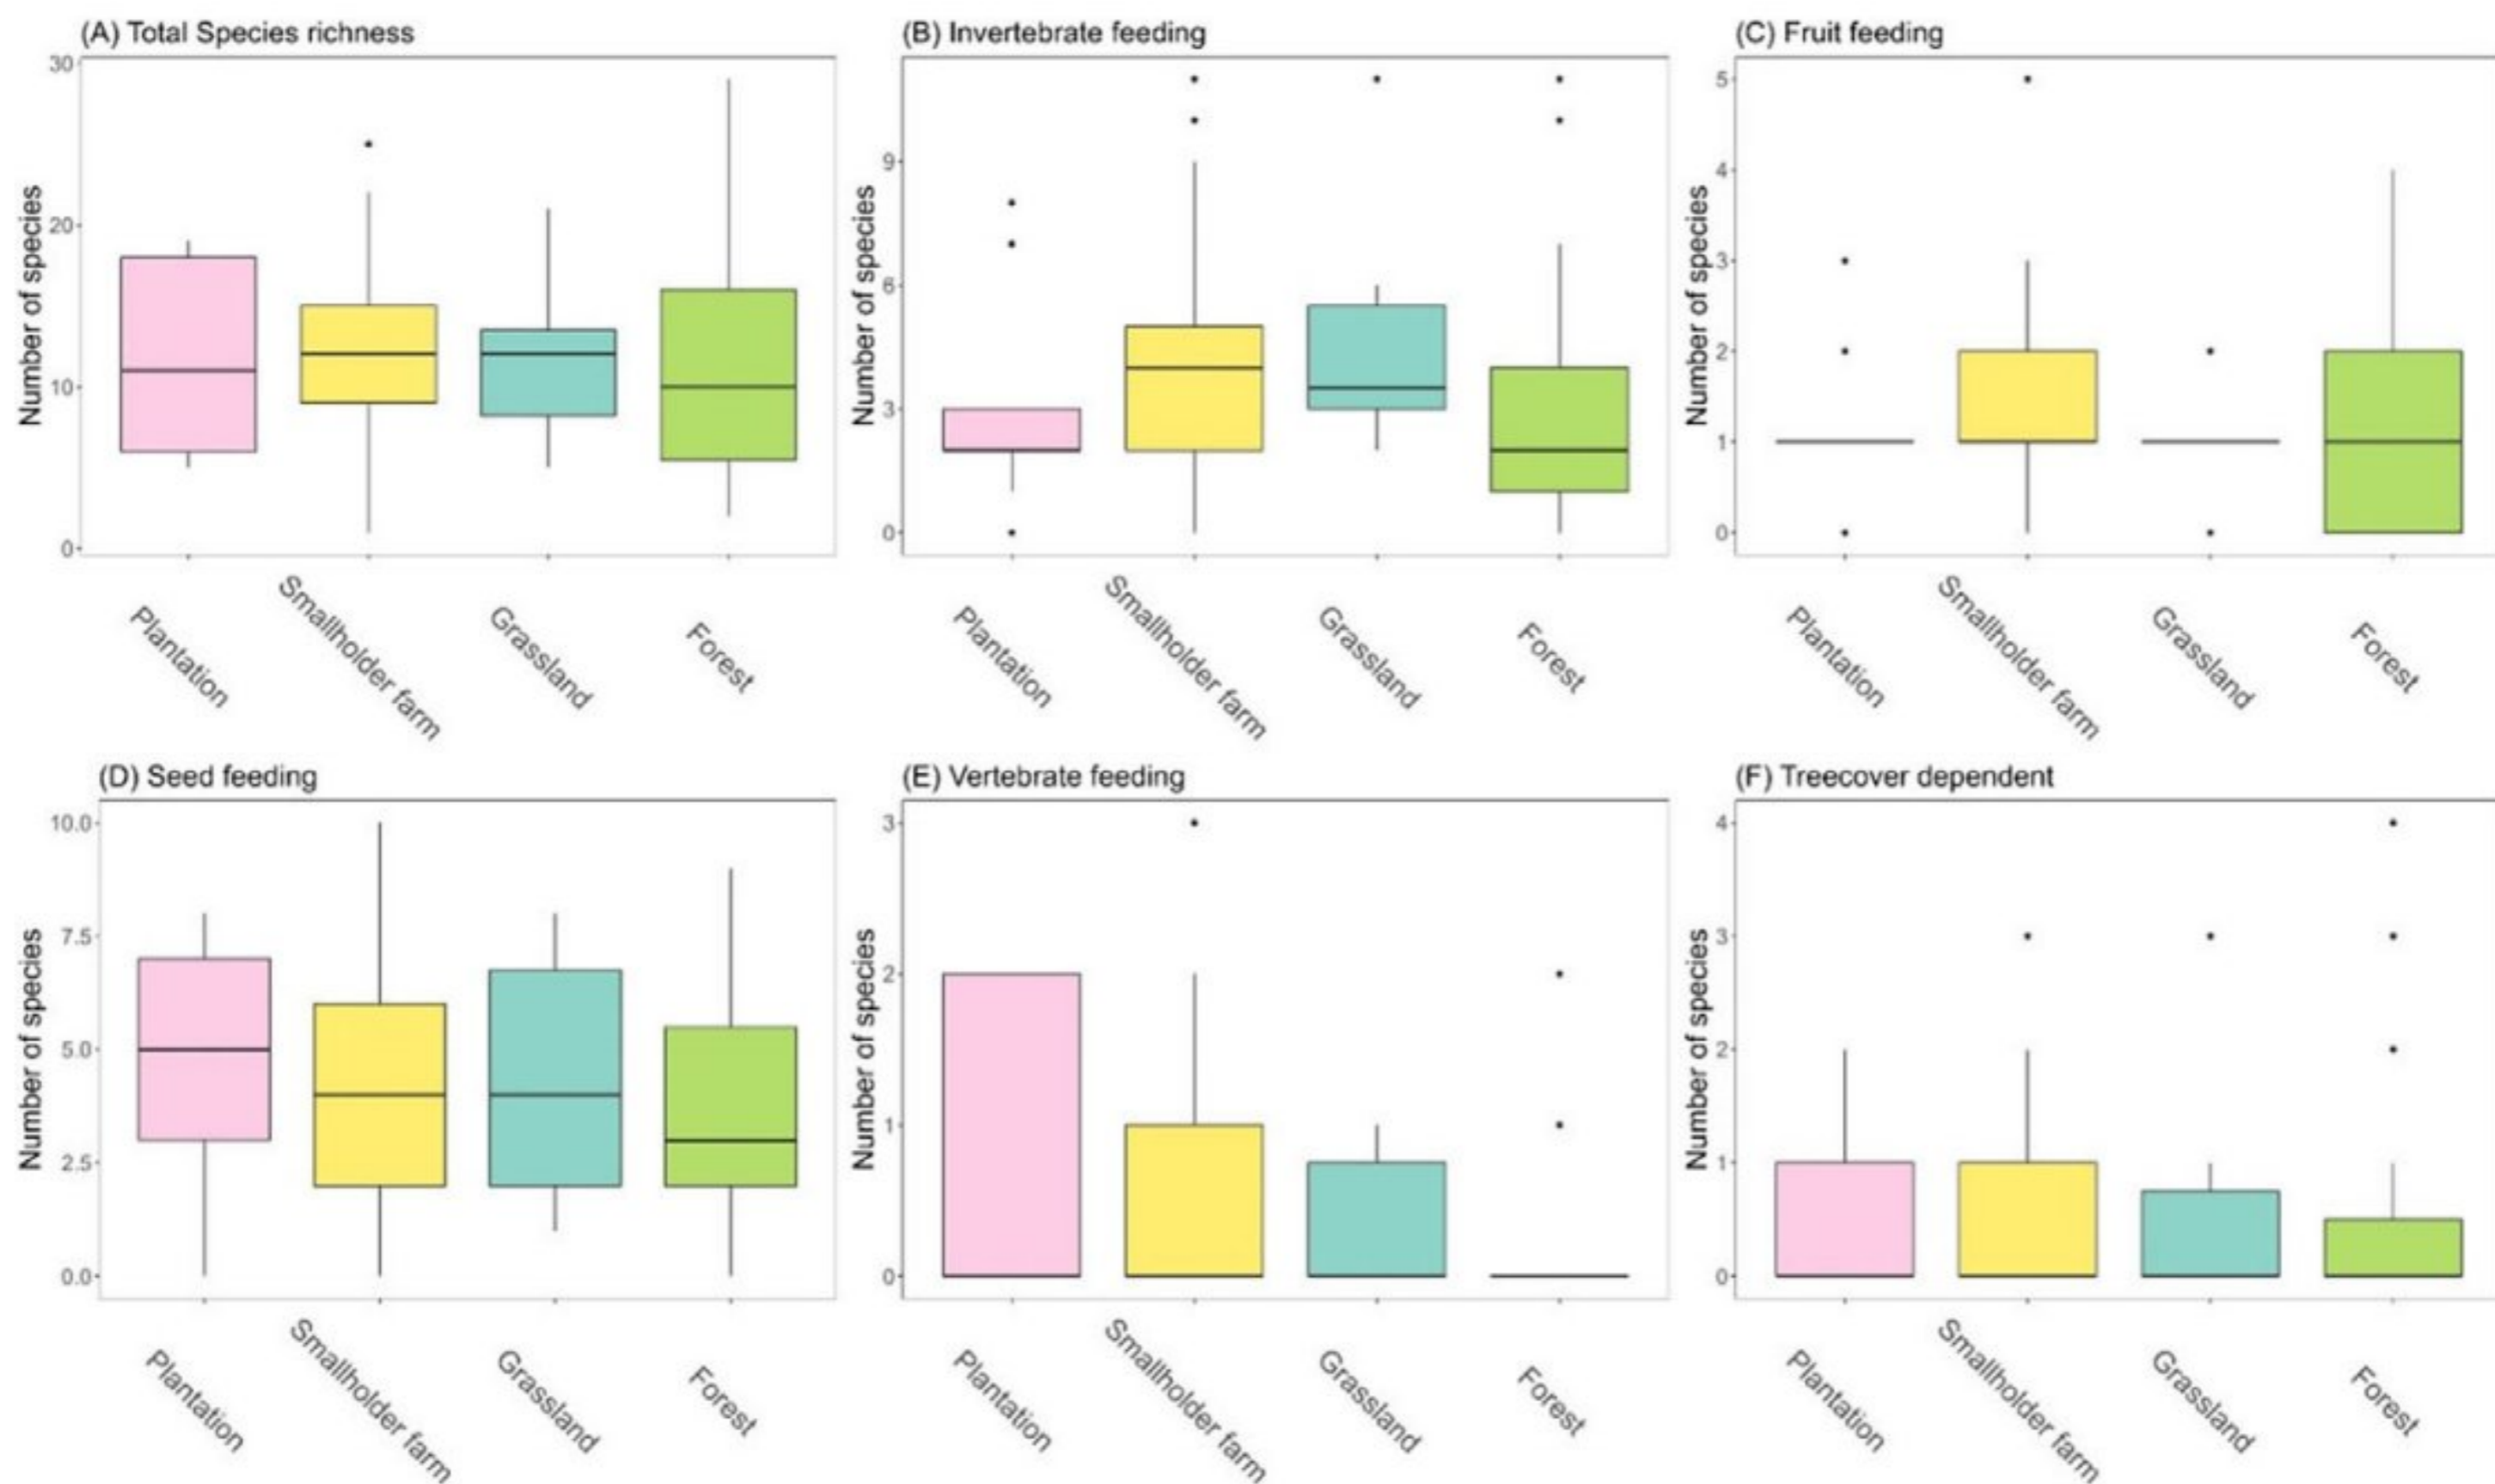 (A) Total Species richness
Number of species
30
20
10
0
Plantation
Smallholder farm
Grassland
Forest
(B) Invertebrate feeding
Number of species
9
6
3
0
Plantation
Smallholder farm
Grassland
Forest
(C) Fruit feeding
Number of species
5
4
3
2
1
0
Plantation
Smallholder farm
Grassland
Forest
(D) Seed feeding
Number of species
10.0
7.5
5.0
2.5
0.0
Plantation
Smallholder farm
Grassland
Forest
(E) Vertebrate feeding
Number of species
3
2
1
0
Plantation
Smallholder farm
Grassland
Forest
(F) Treecover dependent
Number of species
4
3
2
1
0
Plantation
Smallholder farm
Grassland
Forest